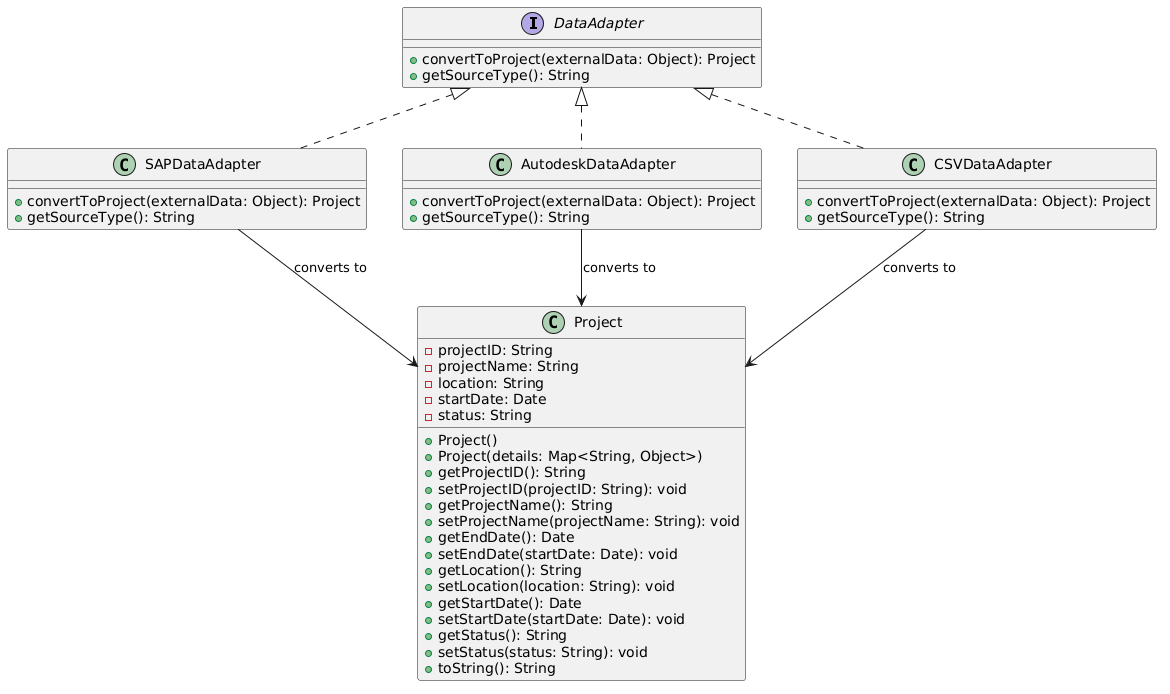 I DataAdapter
convertToProject(externalData: Object): Project
getSourceType(): String
C SAPDataAdapter
convertToProject(externalData: Object): Project
getSourceType(): String
C AutodeskDataAdapter
convertToProject(externalData: Object): Project
getSourceType(): String
C CSVDataAdapter
convertToProject(externalData: Object): Project
getSourceType(): String
converts to
converts to
converts to
C Project
projectID: String
projectName: String
location: String
startDate: Date
status: String
Project()
Project(details: Map<String, Object>)
getProjectID(): String
setProjectID(projectID: String): void
getProjectName(): String
setProjectName(projectName: String): void
getEndDate(): Date
setEndDate(startDate: Date): void
getLocation(): String
setLocation(location: String): void
getStartDate(): Date
setStartDate(startDate: Date): void
getStatus(): String
setStatus(status: String): void
toString(): String